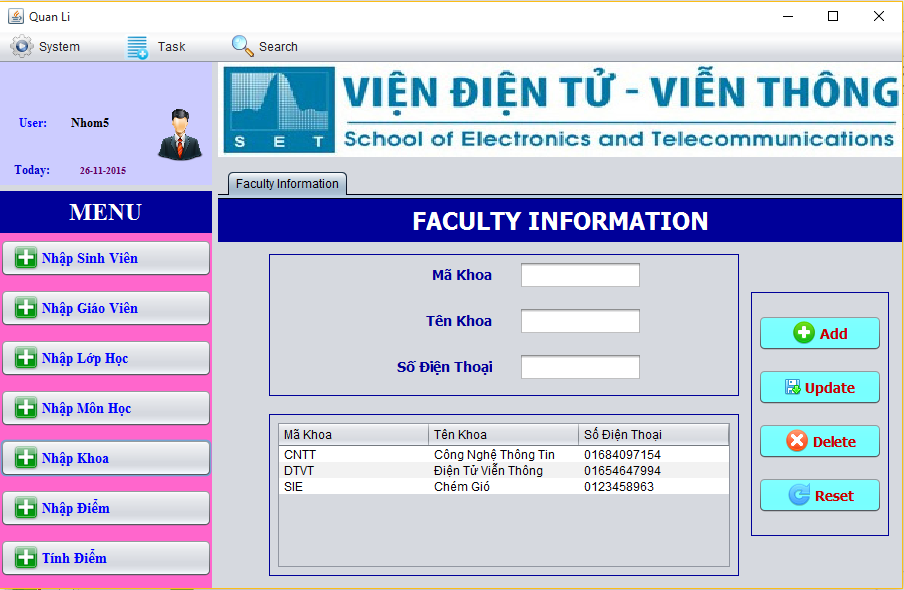 Quan Li
System Task Search
User: Nhom5
Today: 26-11-2015
S E T
VIỆN ĐIỆN TỬ - VIỄN THÔNG
School of Electronics and Telecommunications
MENU
Nhập Sinh Viên
Nhập Giáo Viên
Nhập Lớp Học
Nhập Môn Học
Nhập Khoa
Nhập Điểm
Tính Điểm
Faculty Information
FACULTY INFORMATION
Mã Khoa
Tên Khoa
Số Điện Thoại
Mã Khoa Tên Khoa Số Điện Thoại
CNTT Công Nghệ Thông Tin 01684097154
DTVT Điện Tử Viễn Thông 01654647994
SIE Chém Gió 0123458963
Add
Update
Delete
Reset